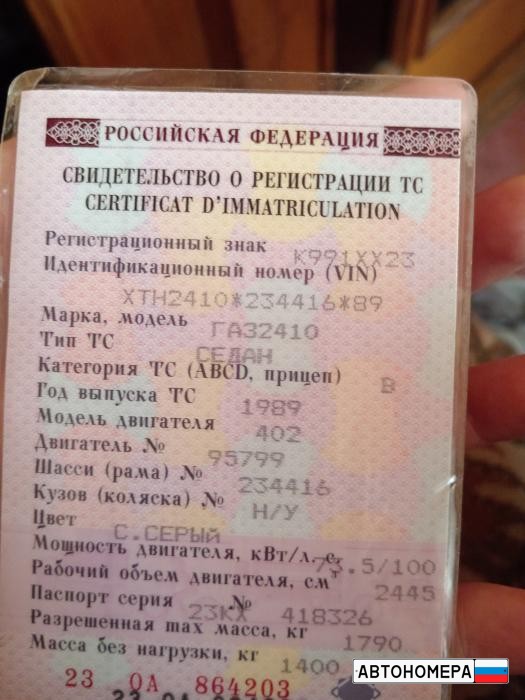 РОССИЙСКАЯ ФЕДЕРАЦИЯ
СВИДЕТЕЛЬСТВО О РЕГИСТРАЦИИ ТС
CERTIFICAT D'IMMATRICULATION
Регистрационный знак К991ХХ23
Идентификационный номер (VIN)
ХТН2410*234416*89
Марка, модель ГАЗ2410
Тип ТС СЕДАН
Категория ТС (ABCD, прицеп) В
Год выпуска ТС 1989
Модель двигателя 402
Двигатель № 95799
Шасси (рама) № 234416
Кузов (коляска) № Н/У
Цвет С.СЕРЫЙ
Мощность двигателя, кВт/л.с. 73.5/100
Рабочий объем двигателя, см³ 2445
Паспорт серия 23КХ № 418326
Разрешенная max масса, кг 1790
Масса без нагрузки, кг 1400
23 ОА 864203
АВТОНОМЕРА